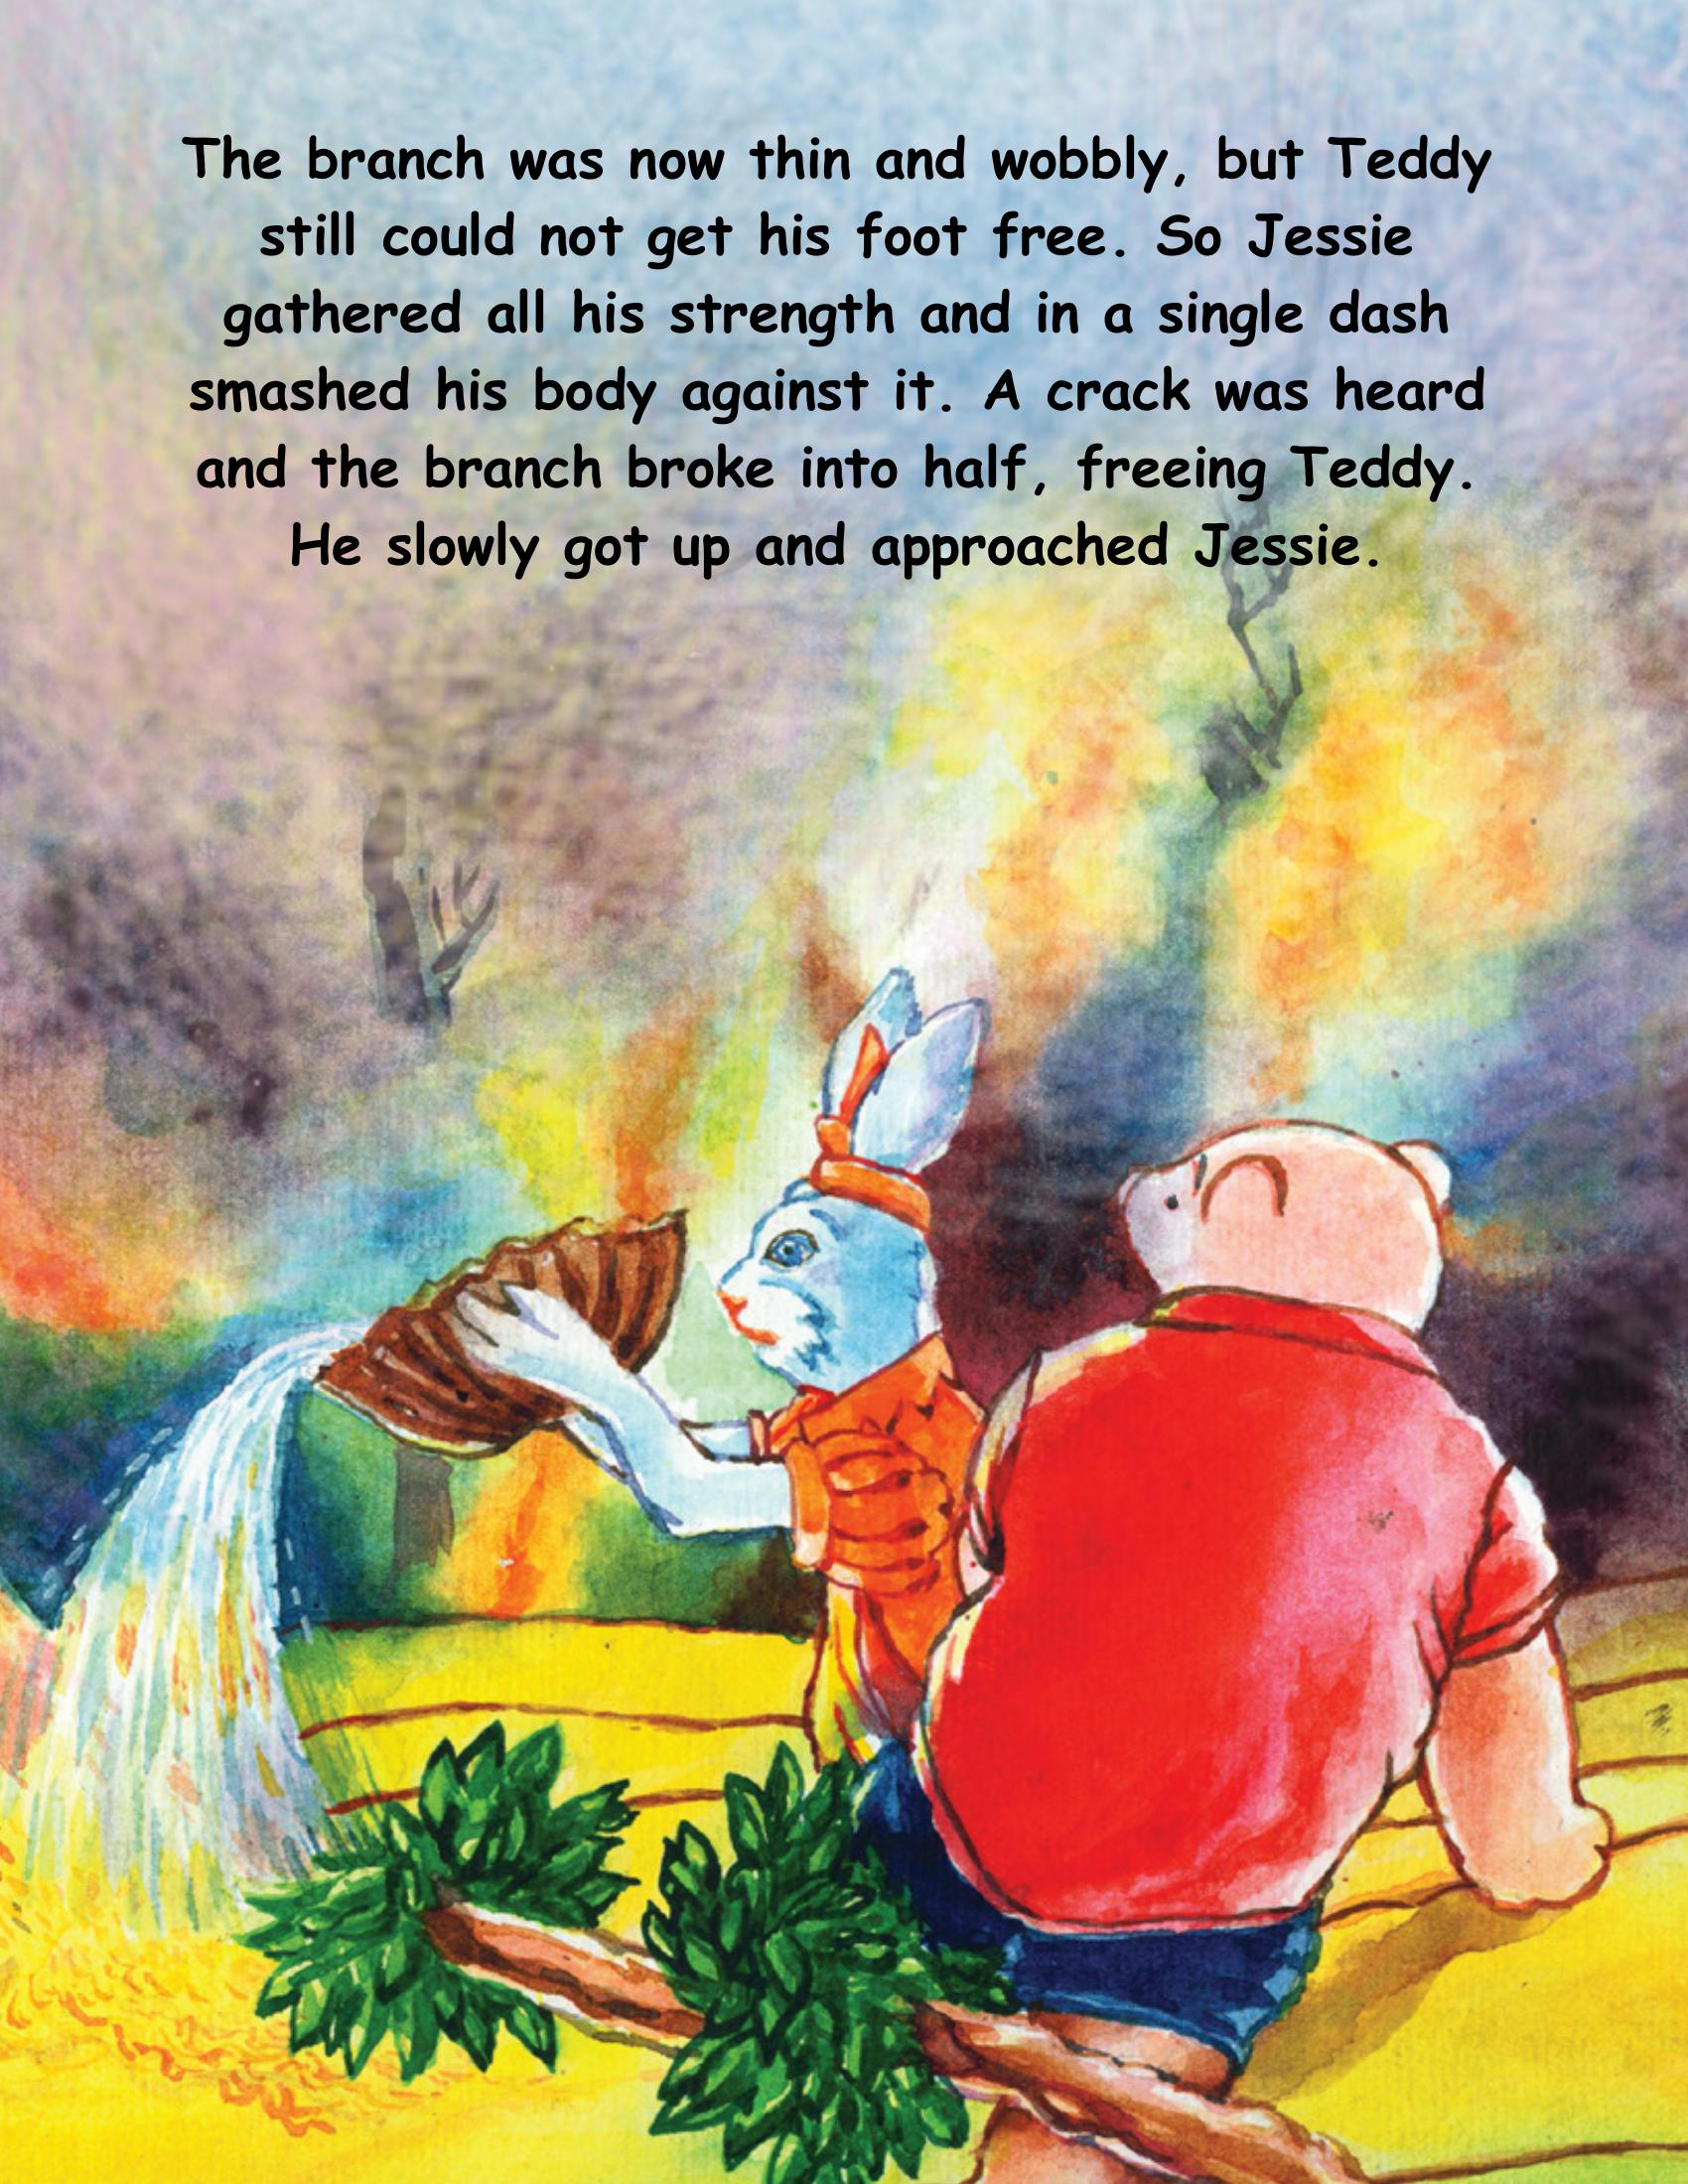 The branch was now thin and wobbly, but Teddy
still could not get his foot free. So Jessie
gathered all his strength and in a single dash
smashed his body against it. A crack was heard
and the branch broke into half, freeing Teddy.
He slowly got up and approached Jessie.